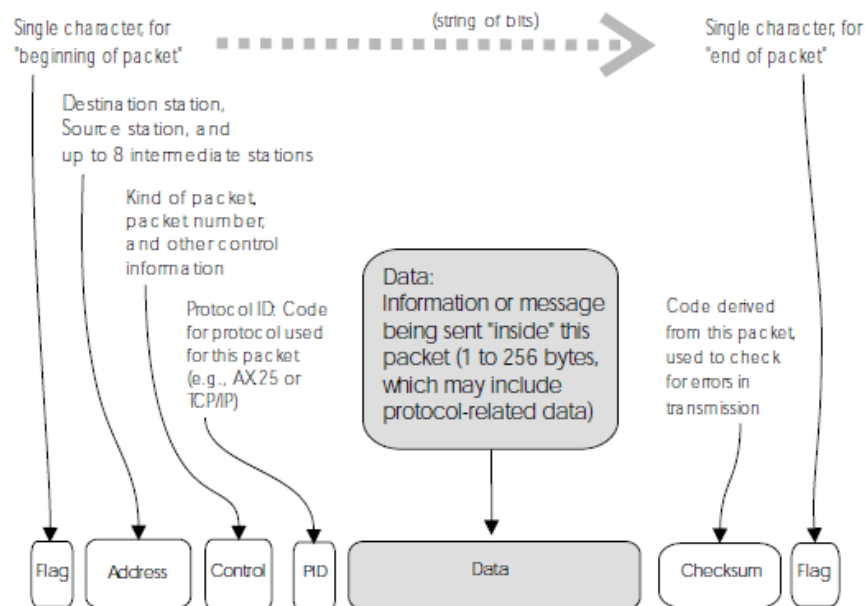 Single character, for
"beginning of packet"
(string of bits)
Single character, for
"end of packet"
Destination station,
Source station, and
up to 8 intermediate stations
Kind of packet,
packet number,
and other control
information
Protocol ID: Code
for protocol used
for this packet
(e.g., AX.25 or
TCP/IP)
Data:
Information or message
being sent "inside" this
packet (1 to 256 bytes,
which may include
protocol-related data)
Code derived
from this packet,
used to check
for errors in
transmission
Flag
Address
Control
PID
Data
Checksum
Flag